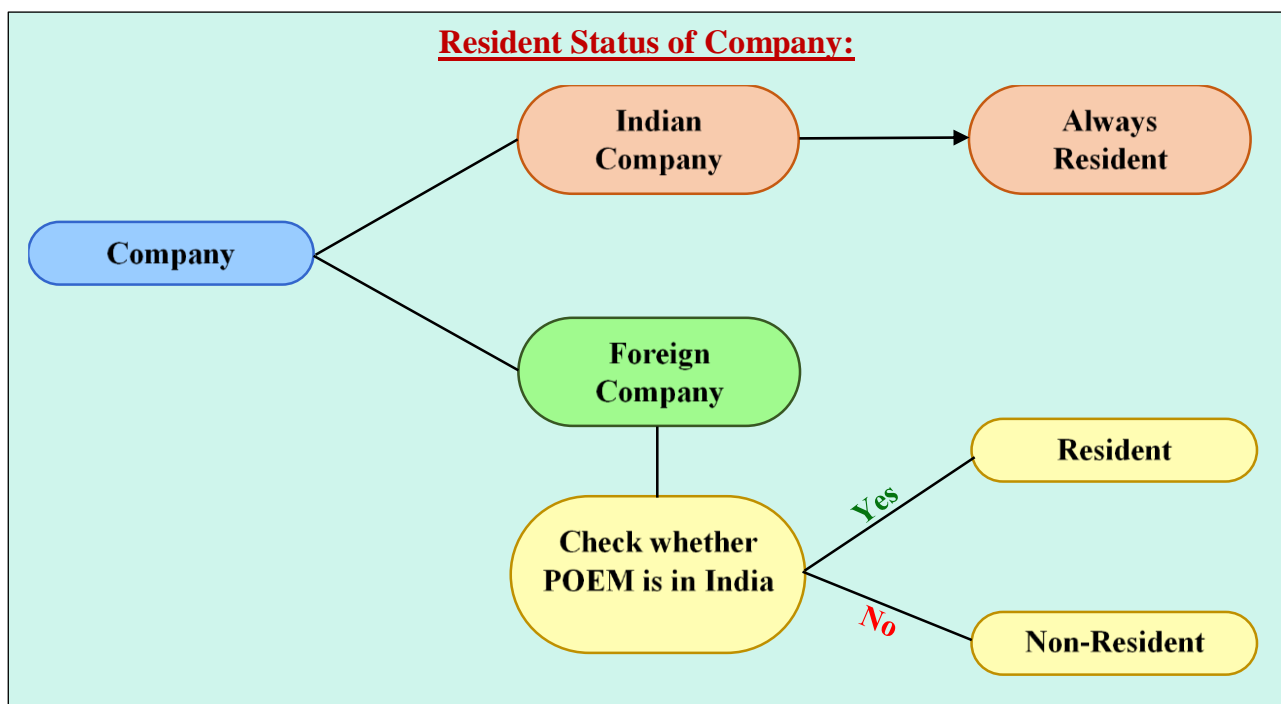 Resident Status of Company:
Indian
Company
Always
Resident
Company
Foreign
Company
Check whether
POEM is in India
Yes
Resident
No
Non-Resident